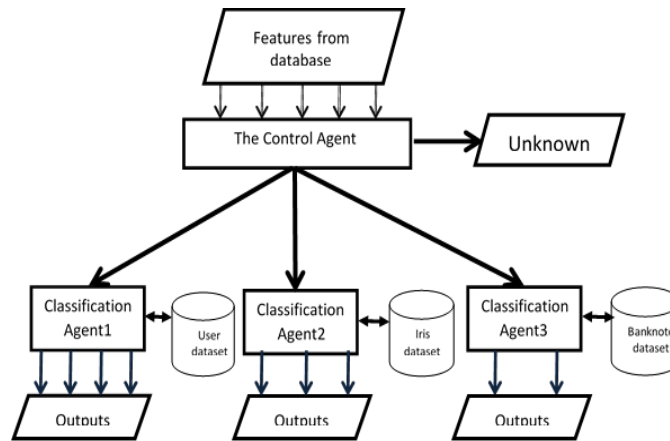 Features from
database
The Control Agent
Unknown
Classification
Agent1
User
dataset
Classification
Agent2
Iris
dataset
Classification
Agent3
Banknote
dataset
Outputs
Outputs
Outputs